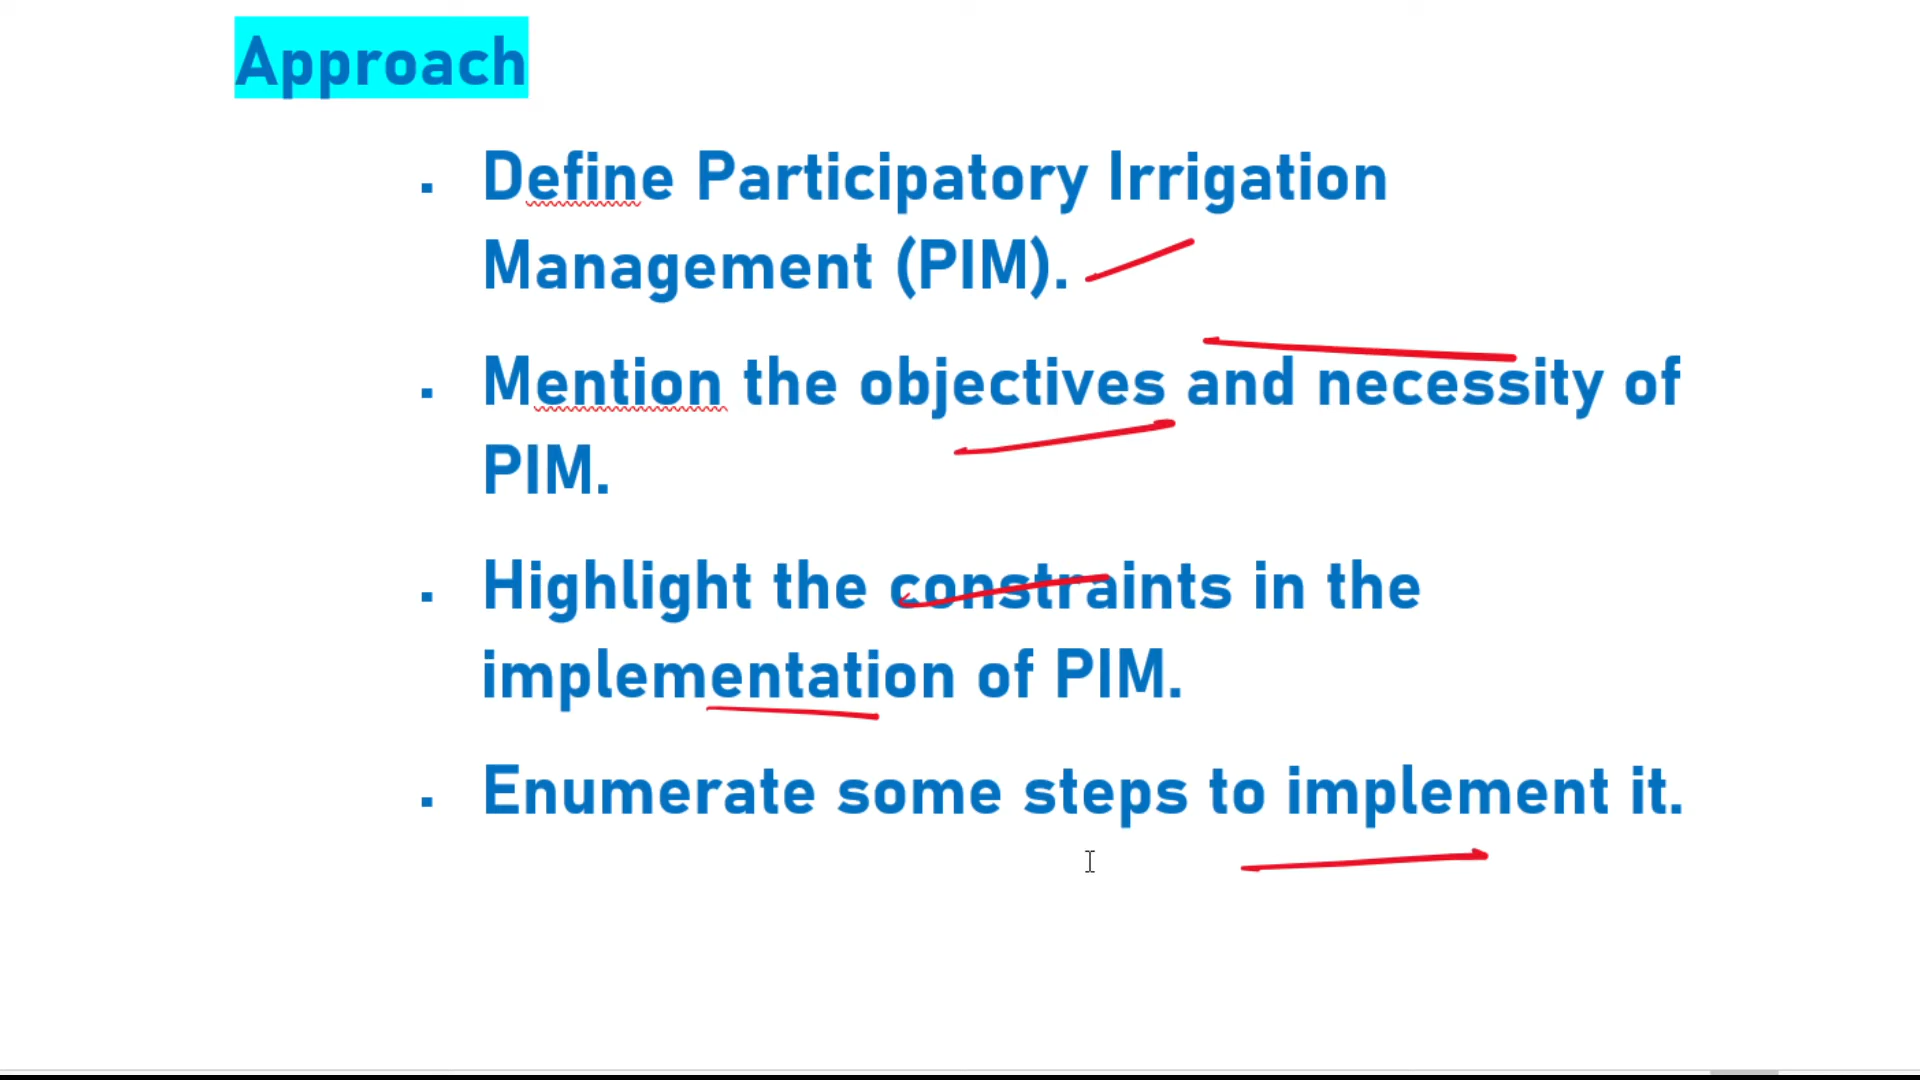 Approach
▪ Define Participatory Irrigation
Management (PIM).
▪ Mention the objectives and necessity of
PIM.
▪ Highlight the constraints in the
implementation of PIM.
▪ Enumerate some steps to implement it.